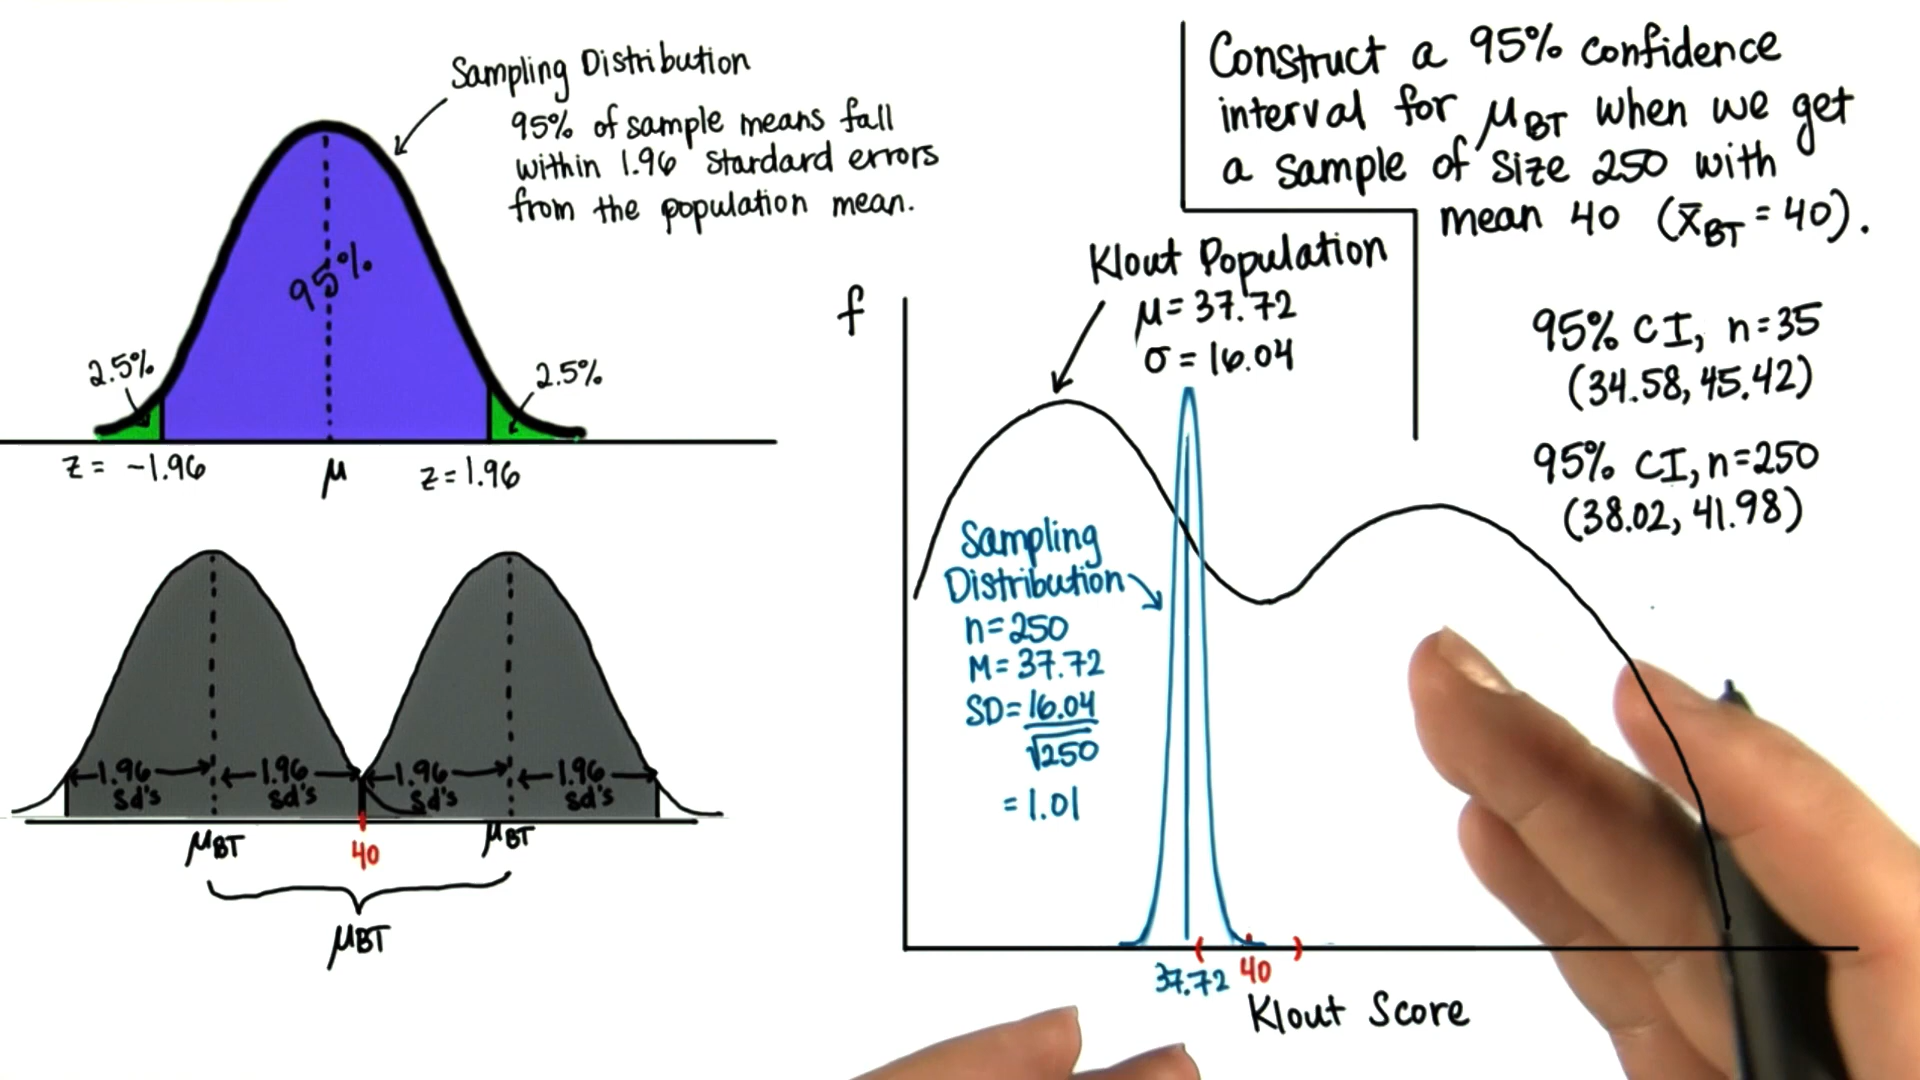 Sampling Distribution
95% of sample means fall
within 1.96 stardard errors
from the population mean.
95%
2.5%
2.5%
z = -1.96
μ
z = 1.96
1.96
sd's
1.96
sd's
1.96
sd's
1.96
sd's
μBT
40
μBT
μBT
Construct a 95% confidence
interval for μBT when we get
a sample of size 250 with
mean 40 (x̄BT = 40).
Klout Population
μ = 37.72
σ = 16.04
f
95% CI, n=35
(34.58, 45.42)
95% CI, n=250
(38.02, 41.98)
Sampling
Distribution
n=250
M=37.72
SD=16.04
√250
= 1.01
37.72
40
Klout Score